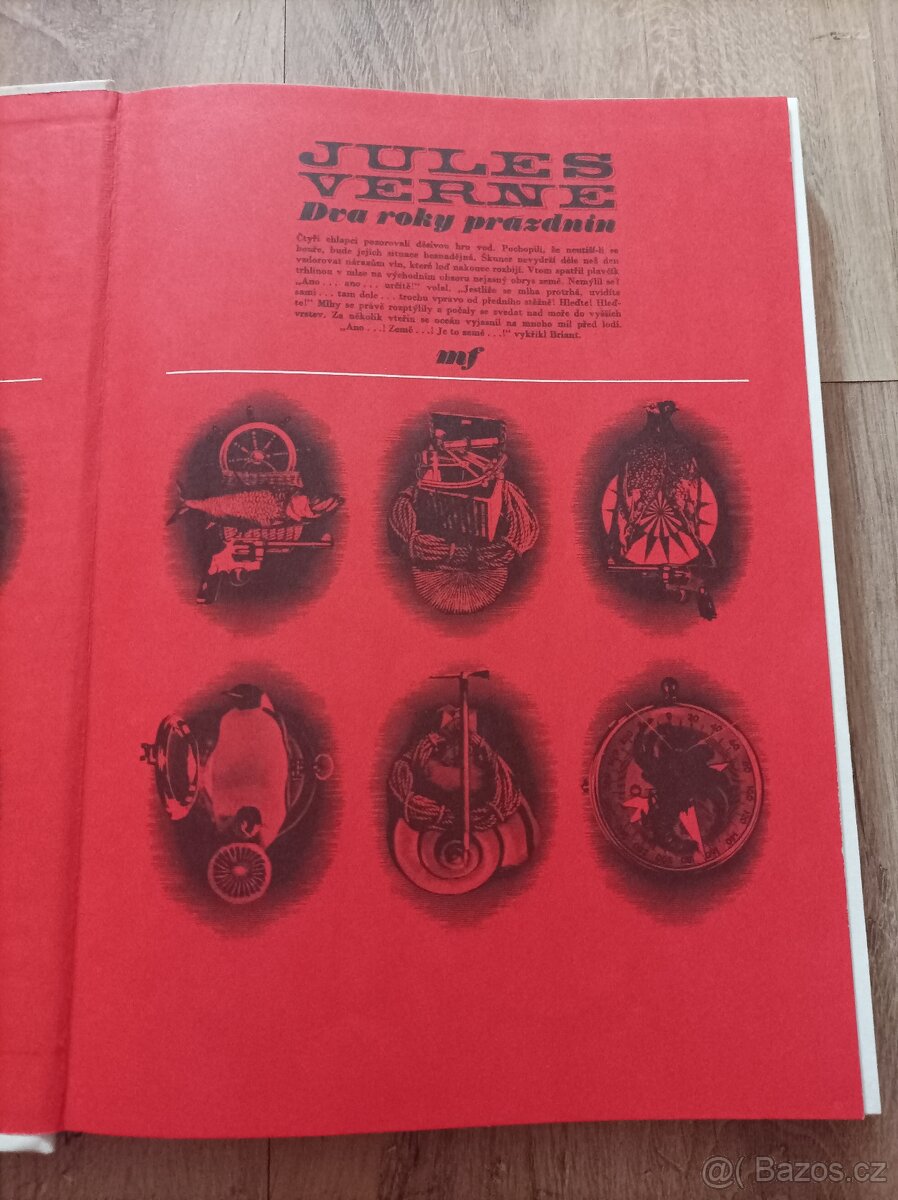 JULES
VERNE
Dva roky prázdnin
Čtyři chlapci pozorovali děsivou hru vod. Pochopili, že neutiší-li se
bouře, bude jejich situace beznadějná. Škuner nevydrží déle než den
vzdorovat nárazům vln, které loď nakonec rozbijí. Vtom spatřil plavčík
trhlinou v mlze na východním obzoru nejasný obrys země. Nemýlil se?
„Ano . . . ano . . . určitě!“ volal. „Jestliže se mlha protrhá, uvidíte
sami . . . tam dole . . . trochu vpravo od předního stěžně! Hleďte! Hleď-
te!“ Mlhy se právě rozptýlily a počaly se zvedat nad moře do vyšších
vrstev. Za několik vteřin se oceán vyjasnil na mnoho mil před lodí.
„Ano . . .! Země . . .! Je to země . . .!“ vykřikl Briant.
mf
@( Bazos.cz